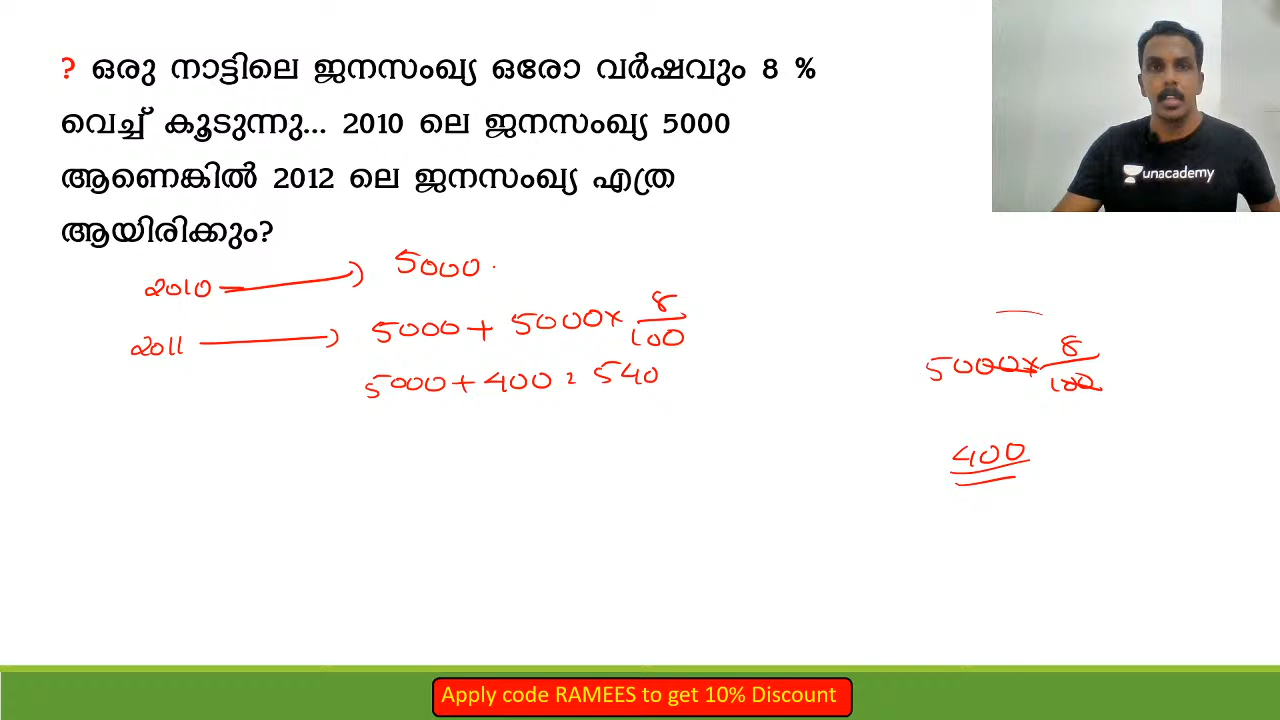 ? ഒരു നാട്ടിലെ ജനസംഖ്യ ഒരോ വർഷവും 8 %
വെച്ച് കൂടുന്നു... 2010 ലെ ജനസംഖ്യ 5000
ആണെങ്കിൽ 2012 ലെ ജനസംഖ്യ എത്ര
ആയിരിക്കും?
unacademy
2010 → 5000
2011 → 5000 + 5000 × 8/100
5000 + 400 = 540
5000 × 8/100
400
Apply code RAMEES to get 10% Discount